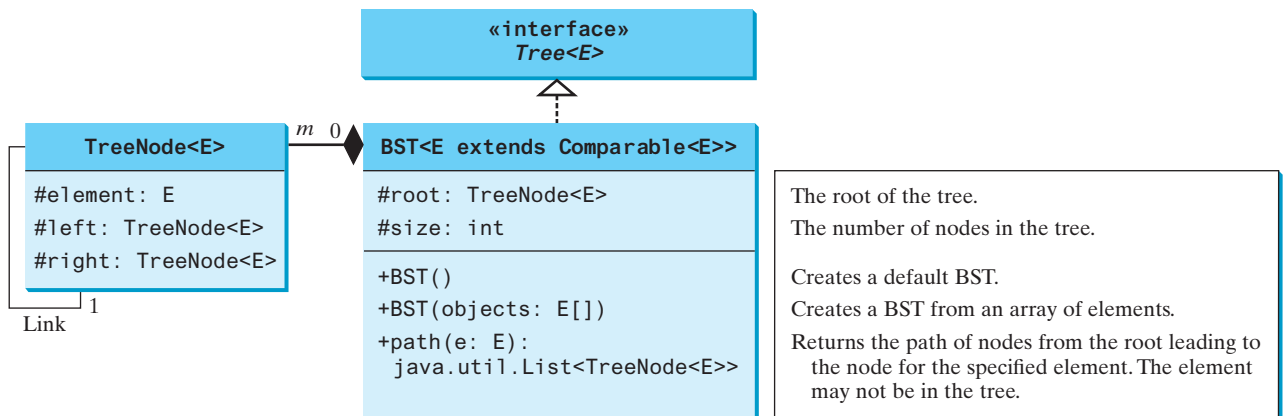 «interface»
Tree<E>
m 0
TreeNode<E>
#element: E
#left: TreeNode<E>
#right: TreeNode<E>
1
Link
BST<E extends Comparable<E>>
#root: TreeNode<E>
#size: int
+BST()
+BST(objects: E[])
+path(e: E):
java.util.List<TreeNode<E>>
The root of the tree.
The number of nodes in the tree.
Creates a default BST.
Creates a BST from an array of elements.
Returns the path of nodes from the root leading to
the node for the specified element. The element
may not be in the tree.